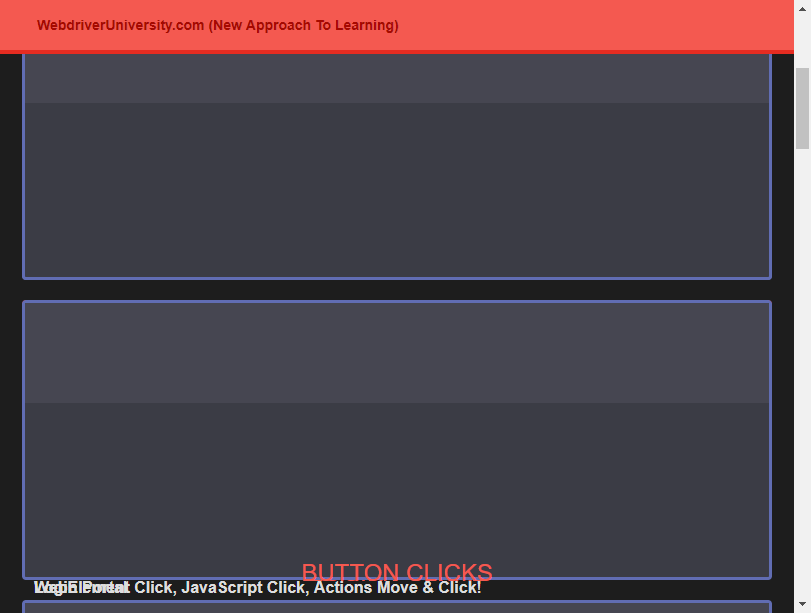 WebdriverUniversity.com (New Approach To Learning)
BUTTON CLICKS
Login Portal
WebElement Click, JavaScript Click, Actions Move & Click!